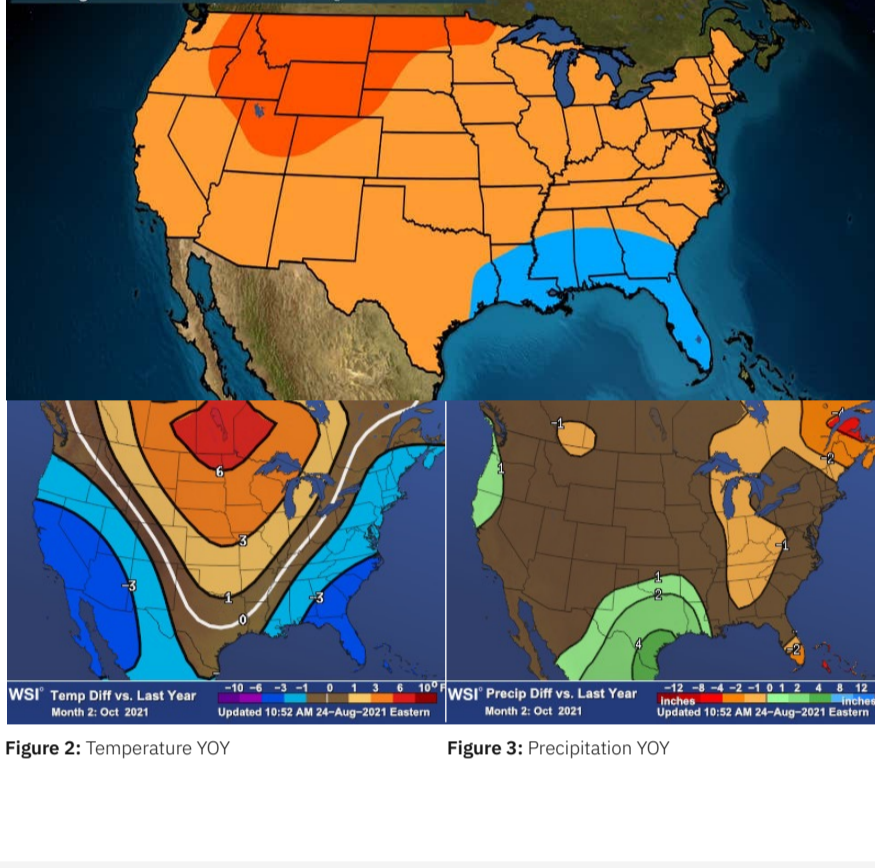 6
3
1
0
-3
-3
WSI® Temp Diff vs. Last Year
Month 2: Oct 2021
-10 -6 -3 -1 0 1 3 6 10° F
Updated 10:52 AM 24-Aug-2021 Eastern
-1
1
-2
-1
1
2
4
-2
WSI® Precip Diff vs. Last Year
Month 2: Oct 2021
-12 -8 -4 -2 -1 0 1 2 4 8 12
inches inches
Updated 10:52 AM 24-Aug-2021 Eastern
Figure 2: Temperature YOY
Figure 3: Precipitation YOY